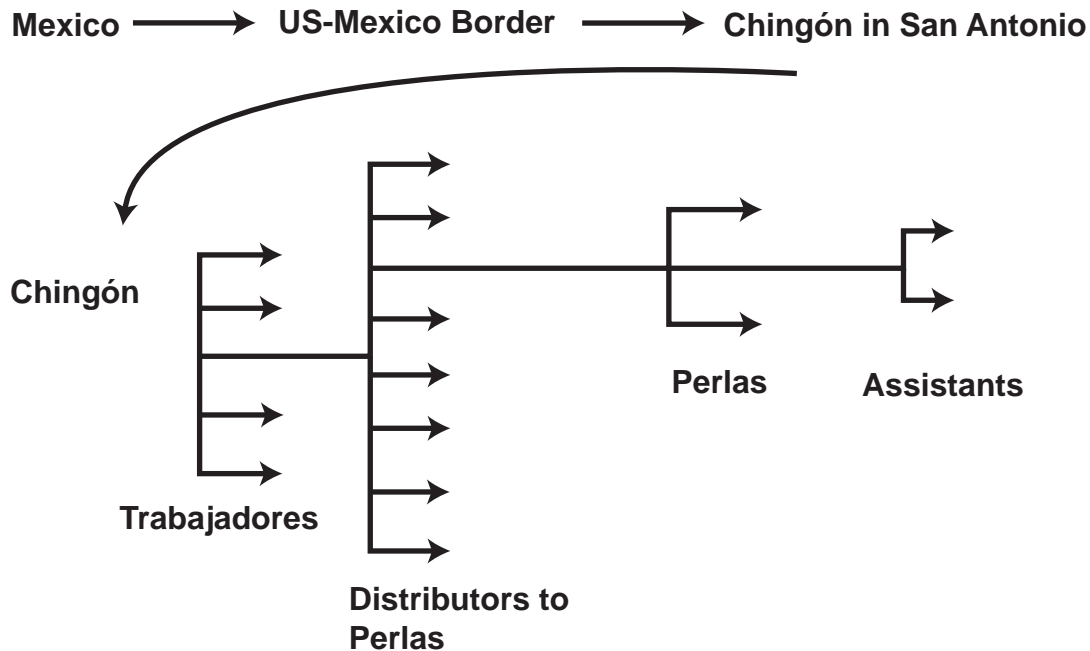 Mexico US-Mexico Border Chingón in San Antonio
Chingón
Perlas Assistants
Trabajadores
Distributors to
Perlas